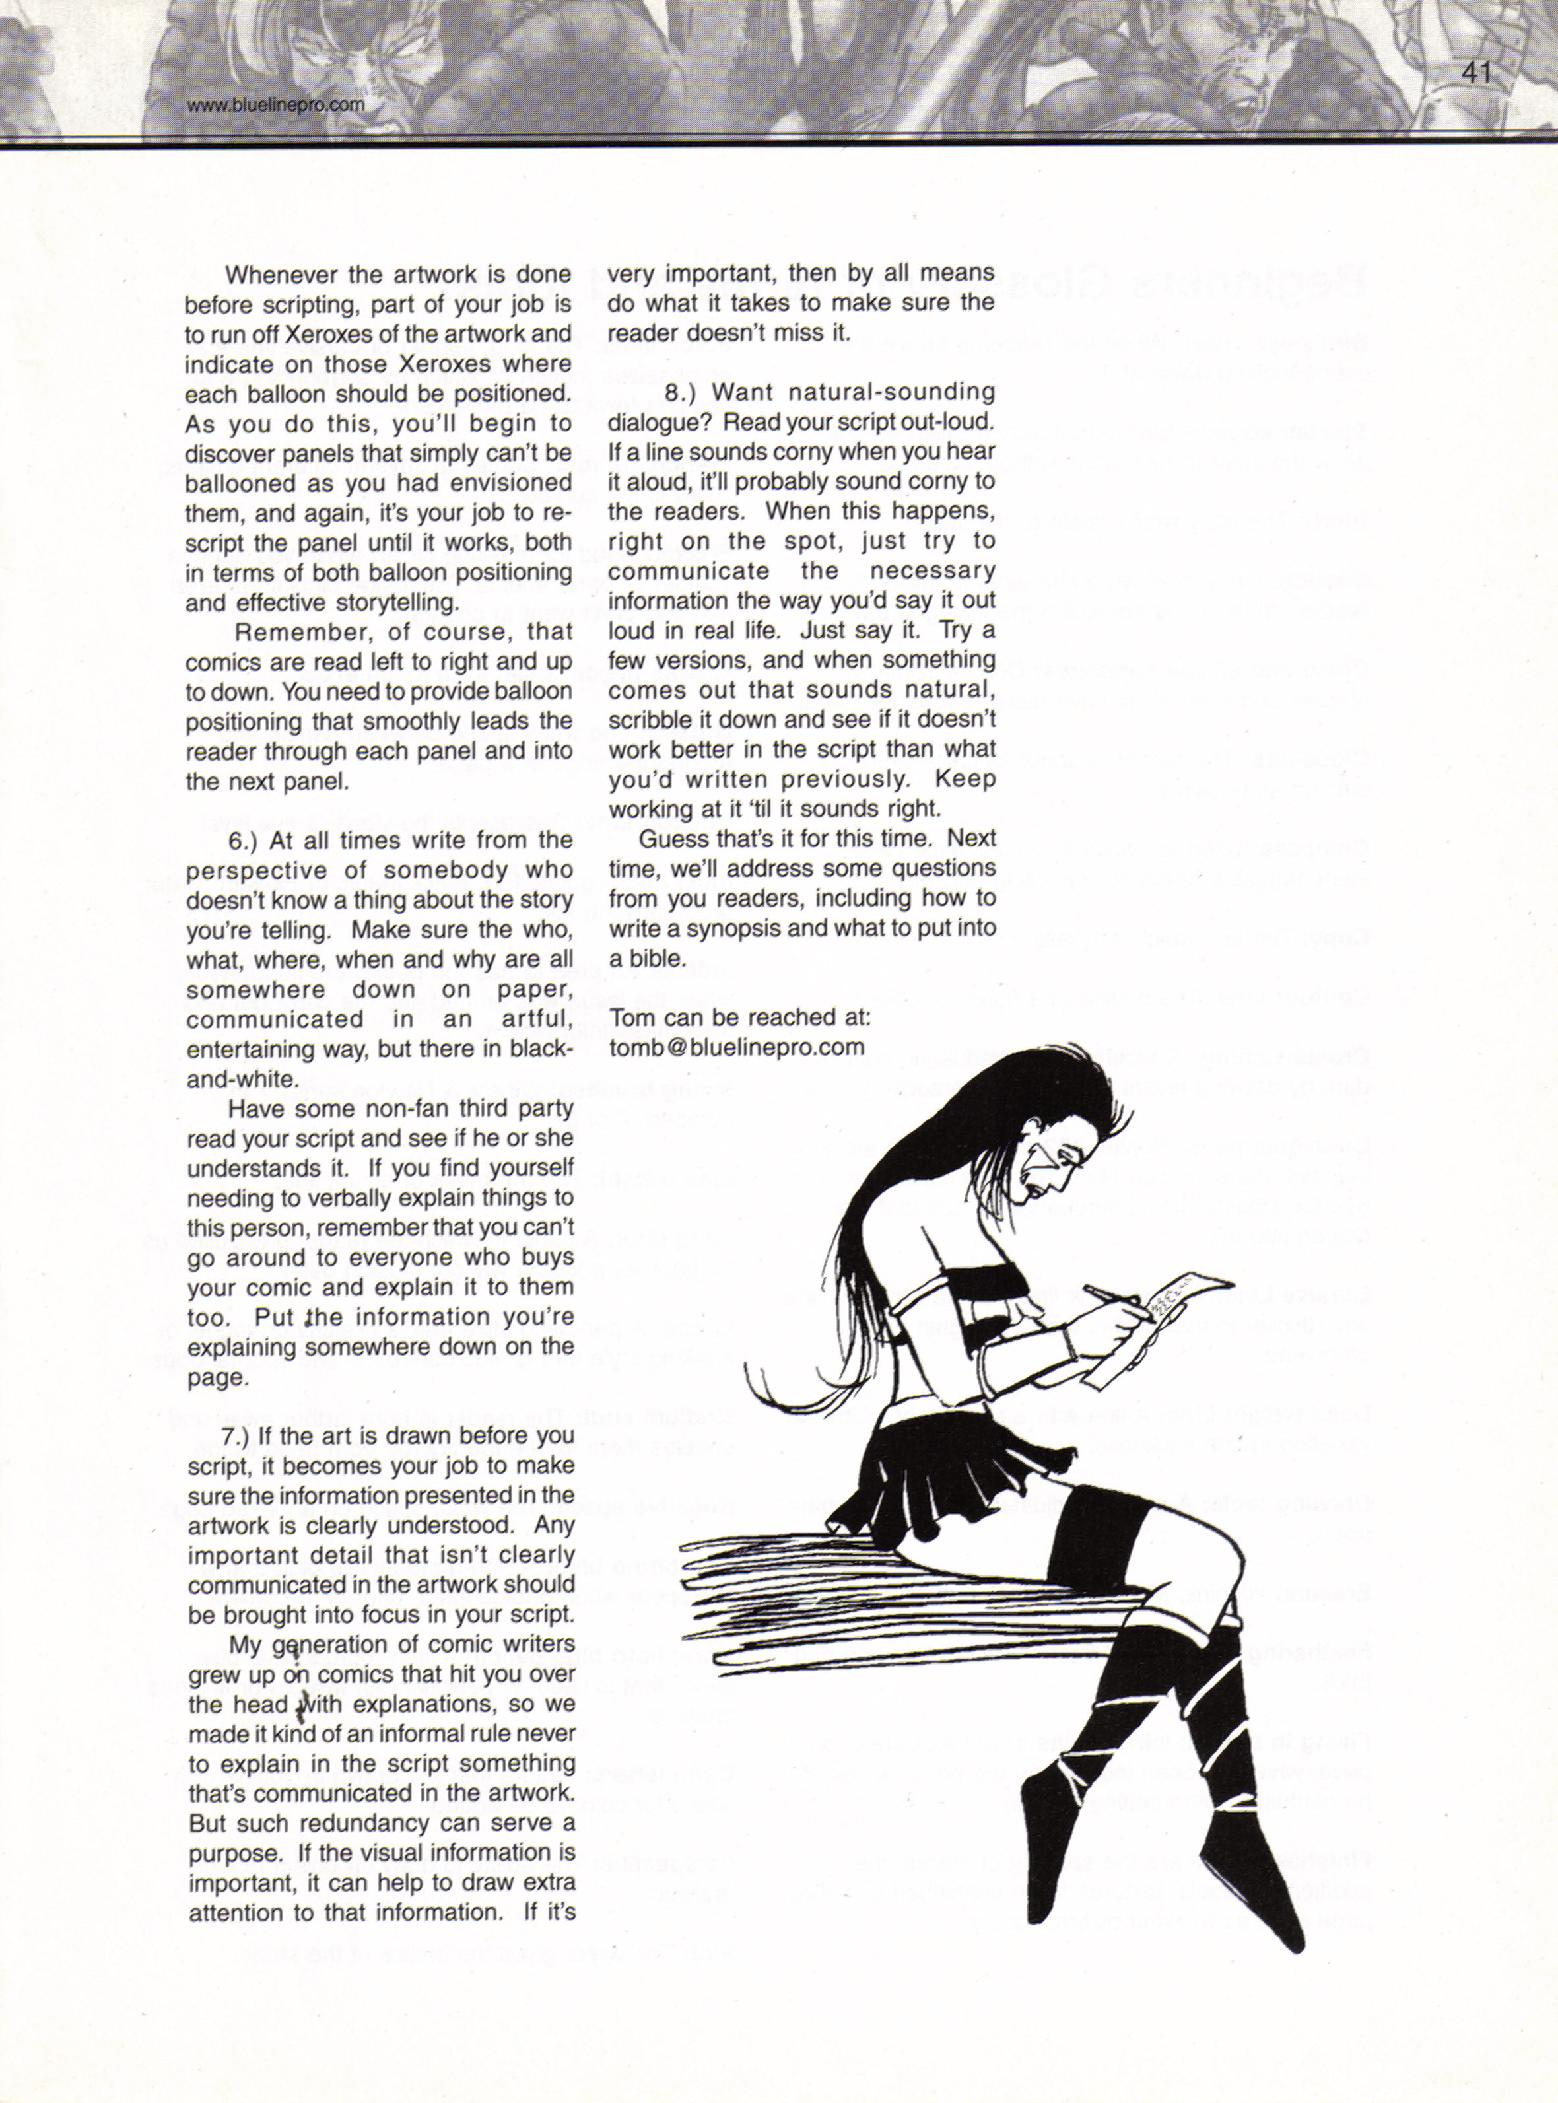 41
www.bluelinepro.com
Whenever the artwork is done
before scripting, part of your job is
to run off Xeroxes of the artwork and
indicate on those Xeroxes where
each balloon should be positioned.
As you do this, you'll begin to
discover panels that simply can't be
ballooned as you had envisioned
them, and again, it's your job to re-
script the panel until it works, both
in terms of both balloon positioning
and effective storytelling.
Remember, of course, that
comics are read left to right and up
to down. You need to provide balloon
positioning that smoothly leads the
reader through each panel and into
the next panel.
6.) At all times write from the
perspective of somebody who
doesn't know a thing about the story
you're telling. Make sure the who,
what, where, when and why are all
somewhere down on paper,
communicated in an artful,
entertaining way, but there in black-
and-white.
Have some non-fan third party
read your script and see if he or she
understands it. If you find yourself
needing to verbally explain things to
this person, remember that you can't
go around to everyone who buys
your comic and explain it to them
too. Put the information you're
explaining somewhere down on the
page.
7.) If the art is drawn before you
script, it becomes your job to make
sure the information presented in the
artwork is clearly understood. Any
important detail that isn't clearly
communicated in the artwork should
be brought into focus in your script.
My generation of comic writers
grew up on comics that hit you over
the head with explanations, so we
made it kind of an informal rule never
to explain in the script something
that's communicated in the artwork.
But such redundancy can serve a
purpose. If the visual information is
important, it can help to draw extra
attention to that information. If it's
very important, then by all means
do what it takes to make sure the
reader doesn't miss it.
8.) Want natural-sounding
dialogue? Read your script out-loud.
If a line sounds corny when you hear
it aloud, it'll probably sound corny to
the readers. When this happens,
right on the spot, just try to
communicate the necessary
information the way you'd say it out
loud in real life. Just say it. Try a
few versions, and when something
comes out that sounds natural,
scribble it down and see if it doesn't
work better in the script than what
you'd written previously. Keep
working at it 'til it sounds right.
Guess that's it for this time. Next
time, we'll address some questions
from you readers, including how to
write a synopsis and what to put into
a bible.
Tom can be reached at:
tomb@bluelinepro.com